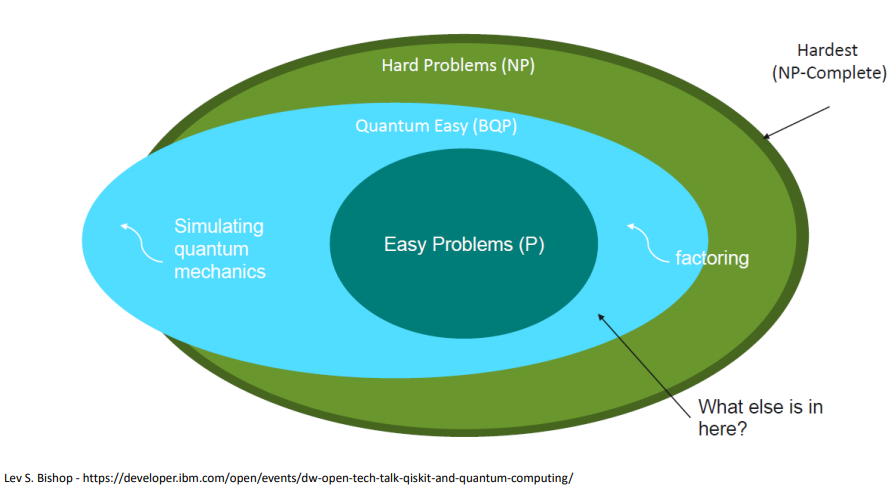 Hard Problems (NP)
Hardest
(NP-Complete)
Quantum Easy (BQP)
Simulating
quantum
mechanics
Easy Problems (P)
factoring
What else is in
here?
Lev S. Bishop - https://developer.ibm.com/open/events/dw-open-tech-talk-qiskit-and-quantum-computing/